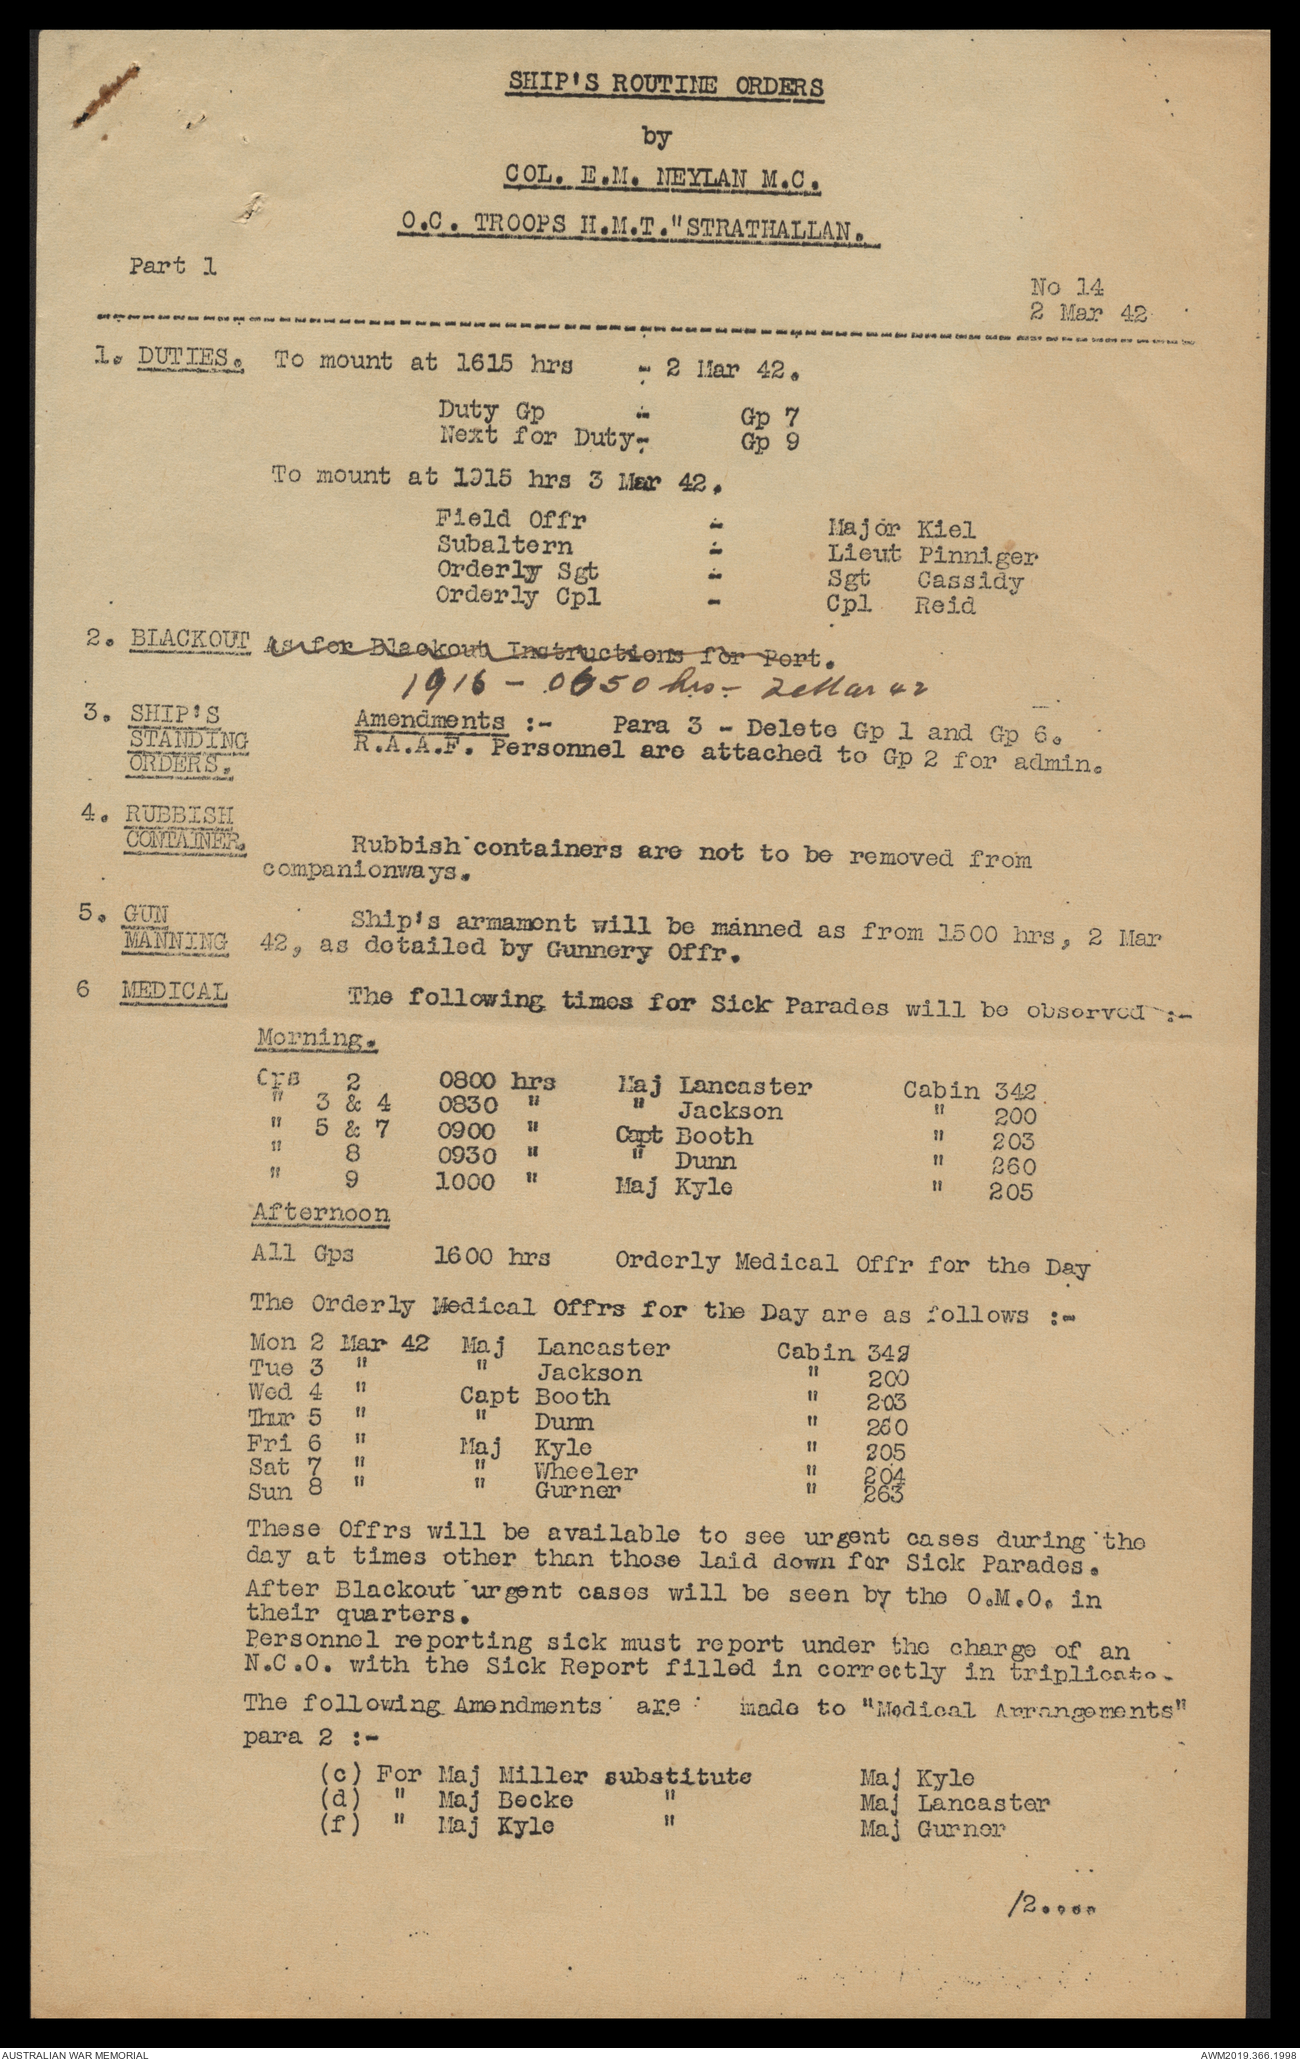 SHIP'S ROUTINE ORDERS
by
COL. E.M. NEYLAN M.C.
O.C. TROOPS H.M.T."STRATHALLAN.
Part 1
No 14
2 Mar 42
1. DUTIES. To mount at 1615 hrs - 2 Mar 42.
Duty Gp - Gp 7
Next for Duty- Gp 9
To mount at 1015 hrs 3 Mar 42.
Field Offr - Major Kiel
Subaltern - Lieut Pinniger
Orderly Sgt - Sgt Cassidy
Orderly Cpl - Cpl Reid
2. BLACKOUT As for Blackout Instructions for Port.
1916 - 0650 hrs - 2 Mar 42
3. SHIP'S STANDING ORDERS. Amendments :- Para 3 - Delete Gp 1 and Gp 6.
R.A.A.F. Personnel are attached to Gp 2 for admin.
4. RUBBISH
CONTAINER. Rubbish containers are not to be removed from
companionways.
5. GUN MANNING Ship's armament will be manned as from 1500 hrs, 2 Mar
42, as detailed by Gunnery Offr.
6 MEDICAL The following times for Sick Parades will be observed :-
Morning.
Gps 2 0800 hrs Maj Lancaster Cabin 342
" 3 & 4 0830 " " Jackson " 200
" 5 & 7 0900 " Capt Booth " 203
" 8 0930 " " Dunn " 260
" 9 1000 " Maj Kyle " 205
Afternoon
All Gps 1600 hrs Orderly Medical Offr for the Day
The Orderly Medical Offrs for the Day are as follows :-
Mon 2 Mar 42 Maj Lancaster Cabin 342
Tue 3 " " Jackson " 200
Wed 4 " Capt Booth " 203
Thur 5 " " Dunn " 260
Fri 6 " Maj Kyle " 205
Sat 7 " " Wheeler " 204
Sun 8 " " Gurner " 263
These Offrs will be available to see urgent cases during the
day at times other than those laid down for Sick Parades.
After Blackout urgent cases will be seen by the O.M.O. in
their quarters.
Personnel reporting sick must report under the charge of an
N.C.O. with the Sick Report filled in correctly in triplicate.
The following Amendments are made to "Medical Arrangements"
para 2 :-
(c) For Maj Miller substitute Maj Kyle
(d) " Maj Becke " Maj Lancaster
(f) " Maj Kyle " Maj Gurner
/2.....
AUSTRALIAN WAR MEMORIAL
AWM2019.366.1998